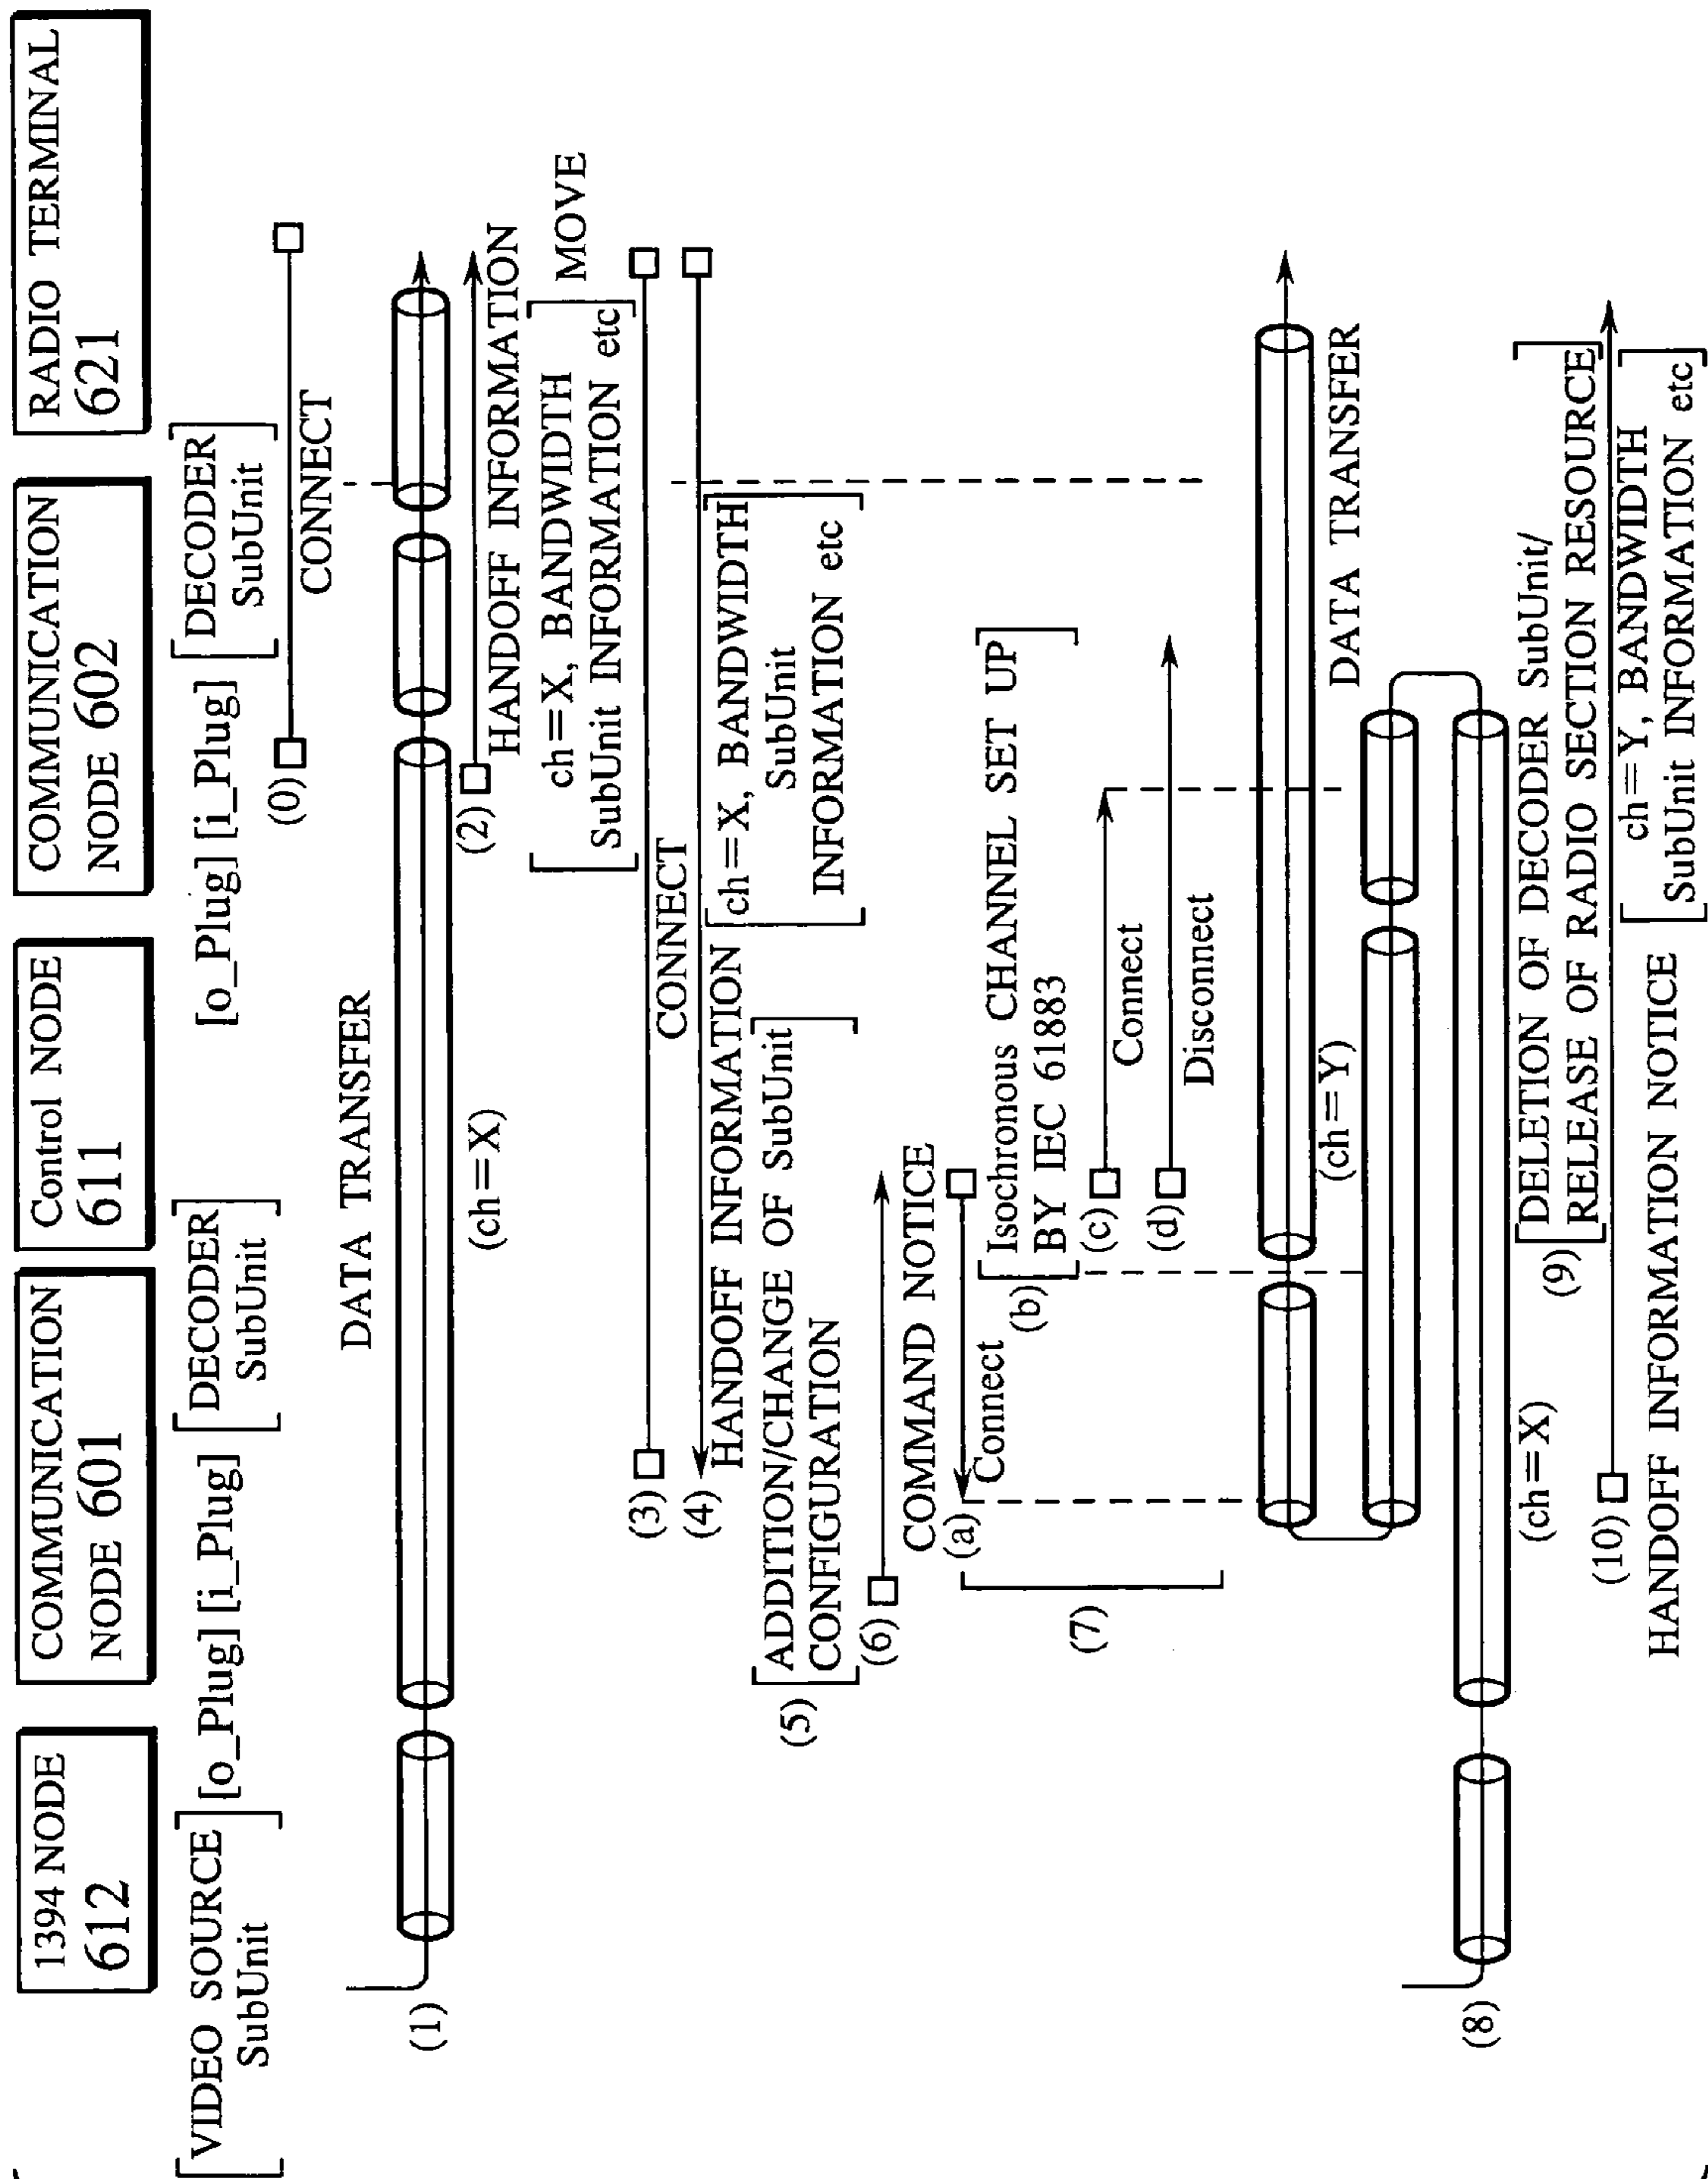 1394 NODE
612
COMMUNICATION
NODE 601
Control NODE
611
COMMUNICATION
NODE 602
RADIO TERMINAL
621
[VIDEO SOURCE
SubUnit]
[o_Plug] [i_Plug]
[DECODER
SubUnit]
[o_Plug] [i_Plug]
[DECODER
SubUnit]
(0)
CONNECT
DATA TRANSFER
(1)
(ch=X)
(2)
HANDOFF INFORMATION
[ch=X, BANDWIDTH
SubUnit INFORMATION etc]
MOVE
(3)
CONNECT
(4)
HANDOFF INFORMATION
[ch=X, BANDWIDTH
SubUnit
INFORMATION etc]
(5)
[ADDITION/CHANGE OF SubUnit
CONFIGURATION]
(6)
COMMAND NOTICE
(7)
(a)
Connect
(b)
[Isochronous CHANNEL SET UP
BY IEC 61883]
(c)
Connect
(d)
Disconnect
(ch=Y)
DATA TRANSFER
(8)
(ch=X)
(9)
[DELETION OF DECODER SubUnit/
RELEASE OF RADIO SECTION RESOURCE]
(10)
HANDOFF INFORMATION NOTICE
[ch=Y, BANDWIDTH
SubUnit INFORMATION etc]